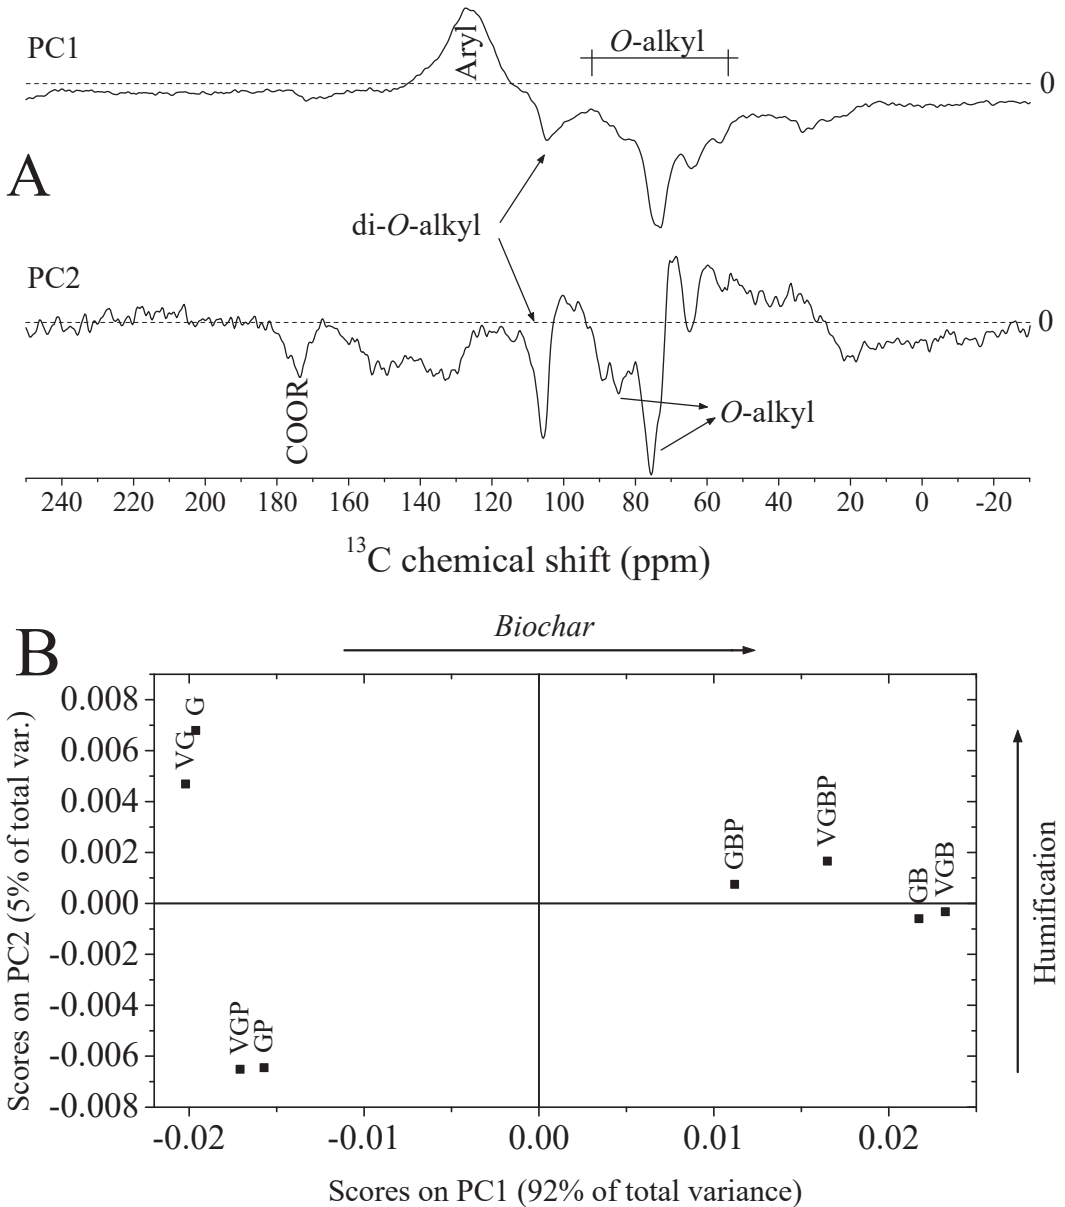 PC1
Aryl
O-alkyl
0
A
di-O-alkyl
PC2
0
COOR
O-alkyl
240 220 200 180 160 140 120 100 80 60 40 20 0 -20
13C chemical shift (ppm)
B
Biochar
Scores on PC2 (5% of total var.)
0.008
0.006
0.004
0.002
0.000
-0.002
-0.004
-0.006
-0.008
G
VG
GBP
VGBP
GB
VGB
VGP
GP
Humification
-0.02 -0.01 0.00 0.01 0.02
Scores on PC1 (92% of total variance)